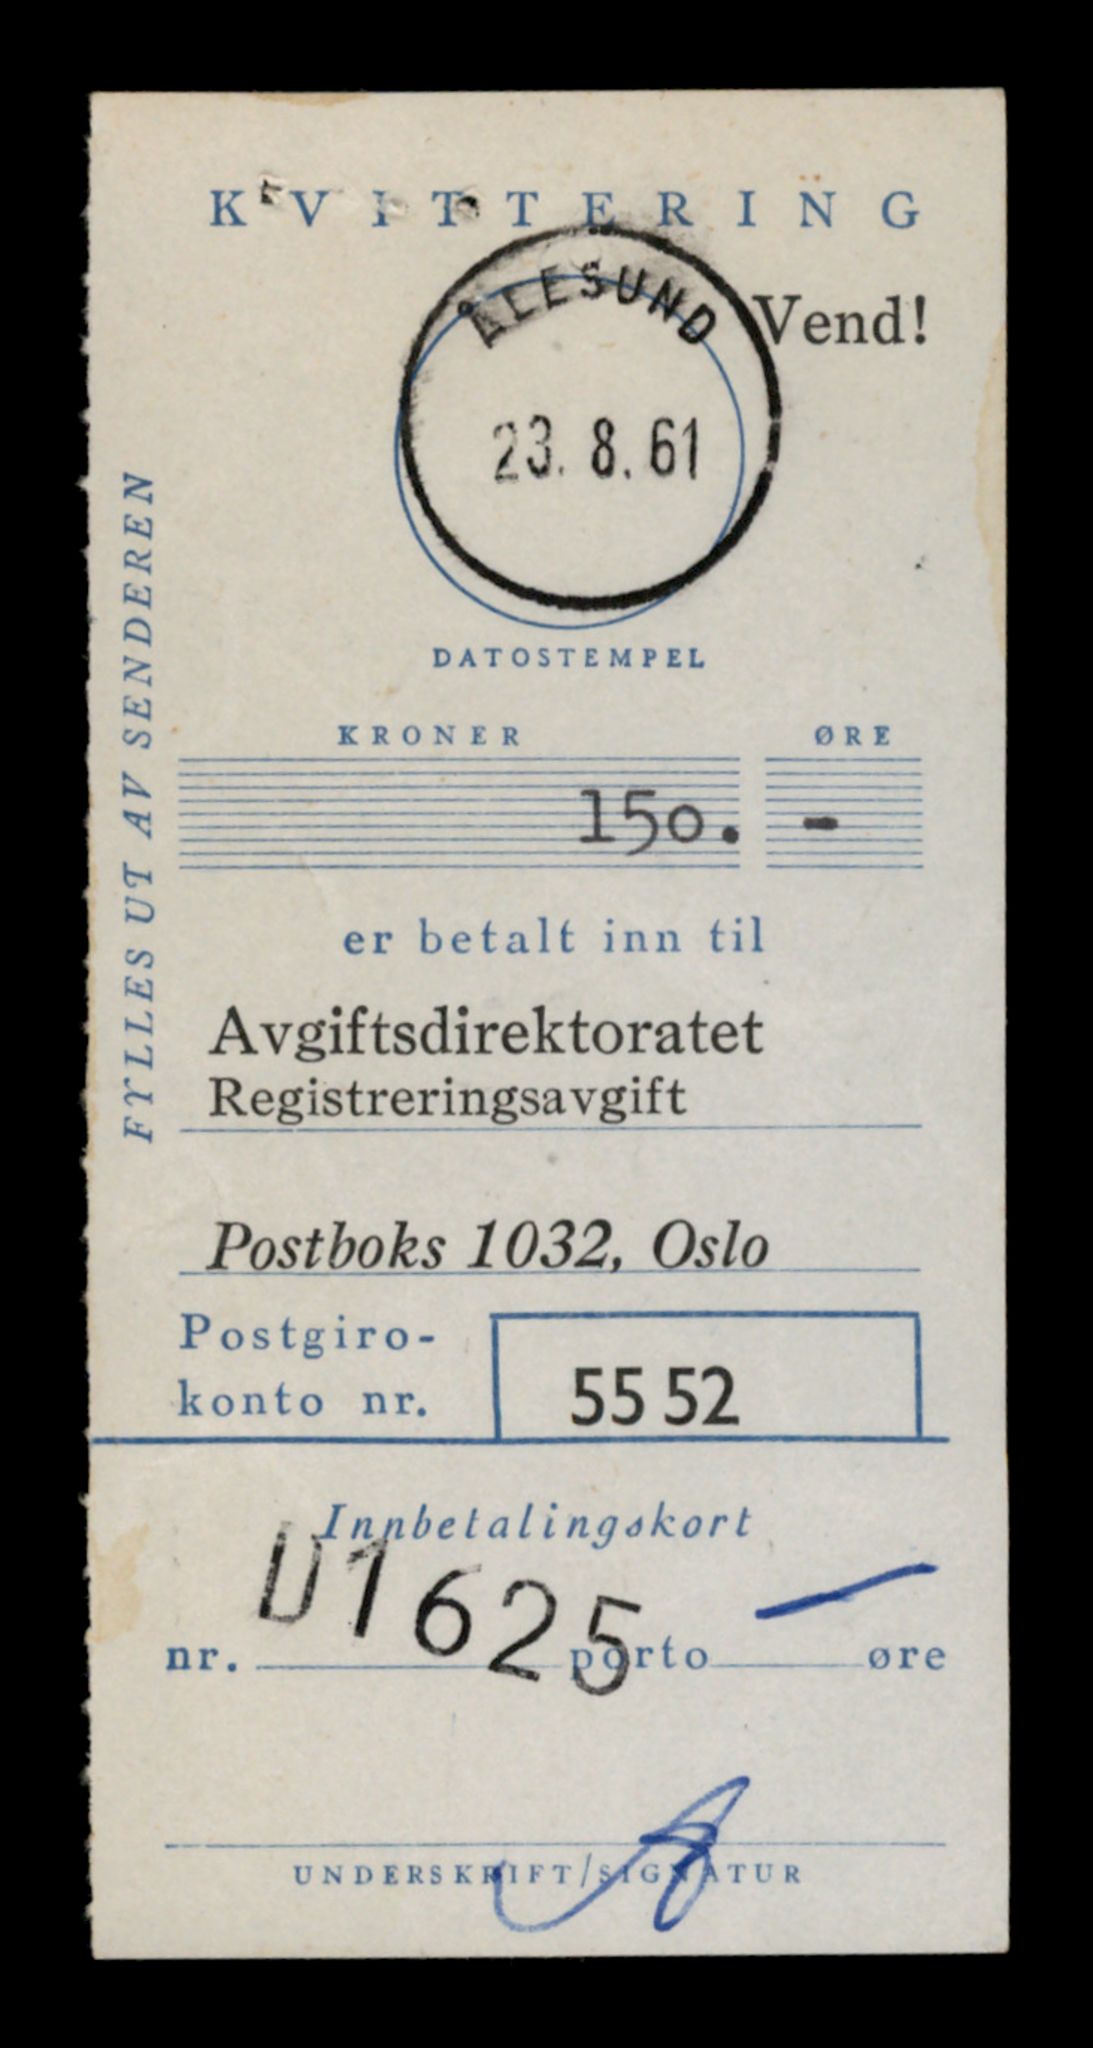 KVITTERING
ÅLESUND
Vend!
23. 8. 61
DATOSTEMPEL
FYLLES UT AV SENDEREN
KRONER ØRE
150. -
er betalt inn til
Avgiftsdirektoratet
Registreringsavgift
Postboks 1032, Oslo
Postgiro-
konto nr. 55 52
Innbetalingskort
U1625
nr. porto — øre
UNDERSKRIFT/SIGNATUR